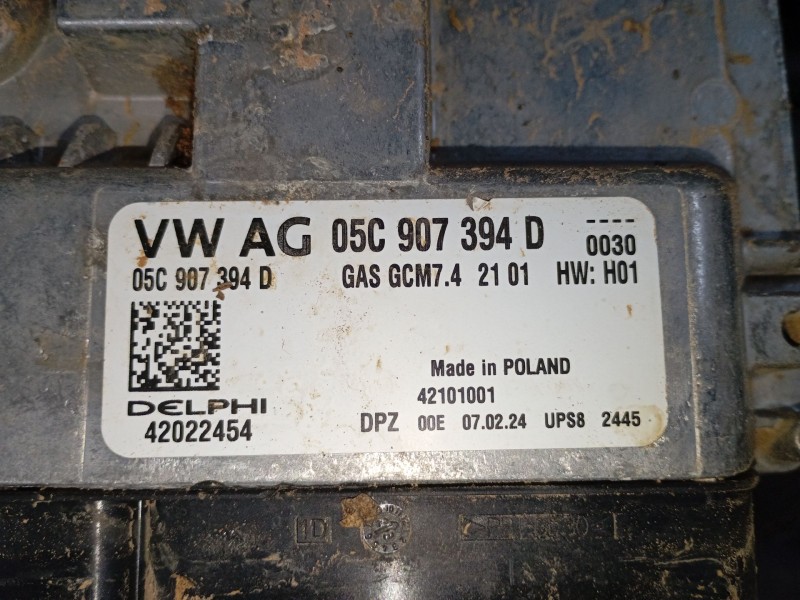 VW AG 05C 907 394 D ----
0030
05C 907 394 D GAS GCM7.4 21 01 HW: H01
Made in POLAND
DELPHI 42101001
42022454 DPZ 00E 07.02.24 UPS8 2445
ID